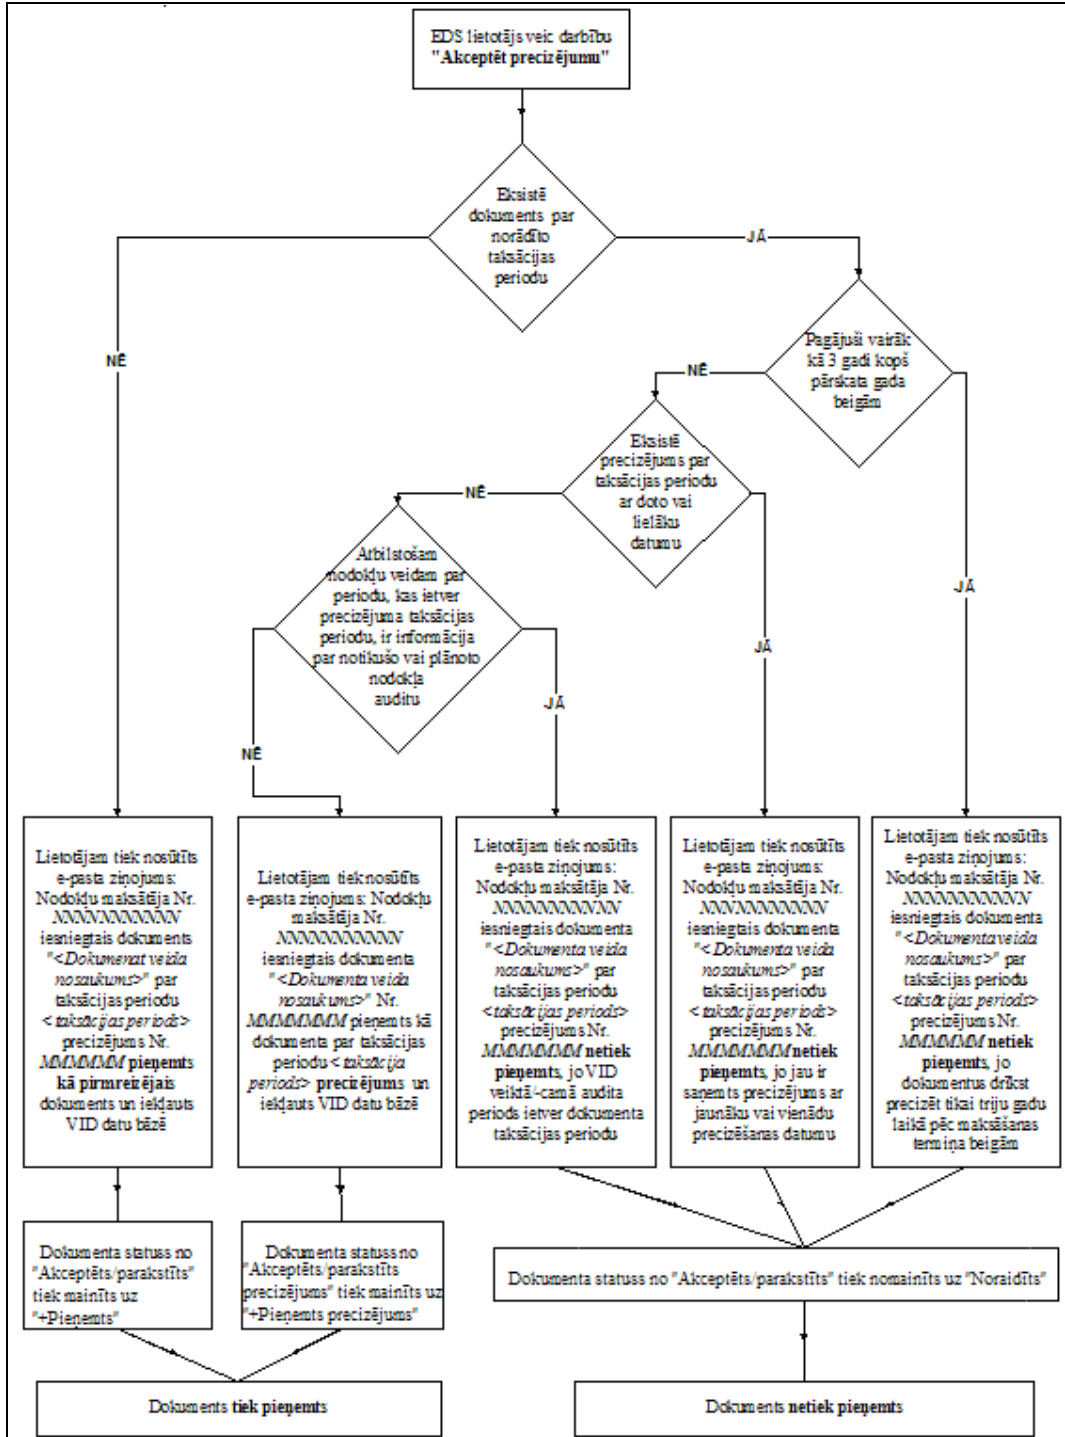 EDS lietotājs veic darbību
"Akceptēt precizējumu"
Eksistē
dokuments par
norādīto
taksācijas
periodu
NĒ
JĀ
Pagājuši vairāk
kā 3 gadi kopš
pārskata gada
beigām
NĒ
JĀ
Eksistē
precizējums par
taksācijas periodu
ar doto vai
lielāku
datumu
NĒ
JĀ
Atbilstošam
nodokļu veidam par
periodu, kas ietver
precizējuma taksācijas
periodu, ir informācija
par notikušo vai plānoto
nodokļa
auditu
NĒ
JĀ
Lietotājam tiek nosūtīts
e-pasta ziņojums:
Nodokļu maksātāja Nr.
NNNNNNNNNNN
iesniegtais dokuments
"<Dokumenat veida
nosaukums>" par
taksācijas periodu
<taksācijas periods>
precizējums Nr.
MMMMMM pieņemts
kā pirmreizējais
dokuments un iekļauts
VID datu bāzē
Lietotājam tiek nosūtīts
e-pasta ziņojums: Nodokļu
maksātāja Nr.
NNNNNNNNNNN
iesniegtais dokumenta
"<Dokumenta veida
nosaukums>" Nr.
MMMMMMM pieņemts kā
dokumenta par taksācijas
periodu <taksācija
periods> precizējums un
iekļauts VID datu bāzē
Lietotājam tiek nosūtīts
e-pasta ziņojums:
Nodokļu maksātāja Nr.
NNNNNNNNNNN
iesniegtais dokumenta
"<Dokumenta veida
nosaukums>" par
taksācijas periodu
<taksācijas periods>
precizējums Nr.
MMMMMMM netiek
pieņemts, jo VID
veiktā/-camā audita
periods ietver dokumenta
taksācijas periodu
Lietotājam tiek nosūtīts
e-pasta ziņojums:
Nodokļu maksātāja Nr.
NNNNNNNNNNN
iesniegtais dokumenta
"<Dokumenta veida
nosaukums>" par
taksācijas periodu
<taksācijas periods>
precizējums Nr.
MMMMMMM netiek
pieņemts, jo jau ir
saņemts precizējums ar
jaunāku vai vienādu
precizēšanas datumu
Lietotājam tiek nosūtīts
e-pasta ziņojums:
Nodokļu maksātāja Nr.
NNNNNNNNNNN
iesniegtais dokumenta
"<Dokumenta veida
nosaukums>" par
taksācijas periodu
<taksācijas periods>
precizējums Nr.
MMMMMM netiek
pieņemts, jo
dokumentus drīkst
precizēt tikai triju gadu
laikā pēc maksāšanas
termiņa beigām
Dokumenta statuss no
"Akceptēts/parakstīts"
tiek mainīts uz
"+Pieņemts"
Dokumenta statuss no
"Akceptēts/parakstīts
precizējums" tiek mainīts uz
"+Pieņemts precizējums"
Dokumenta statuss no "Akceptēts/parakstīts" tiek nomainīts uz "Noraidīts"
Dokuments tiek pieņemts
Dokuments netiek pieņemts